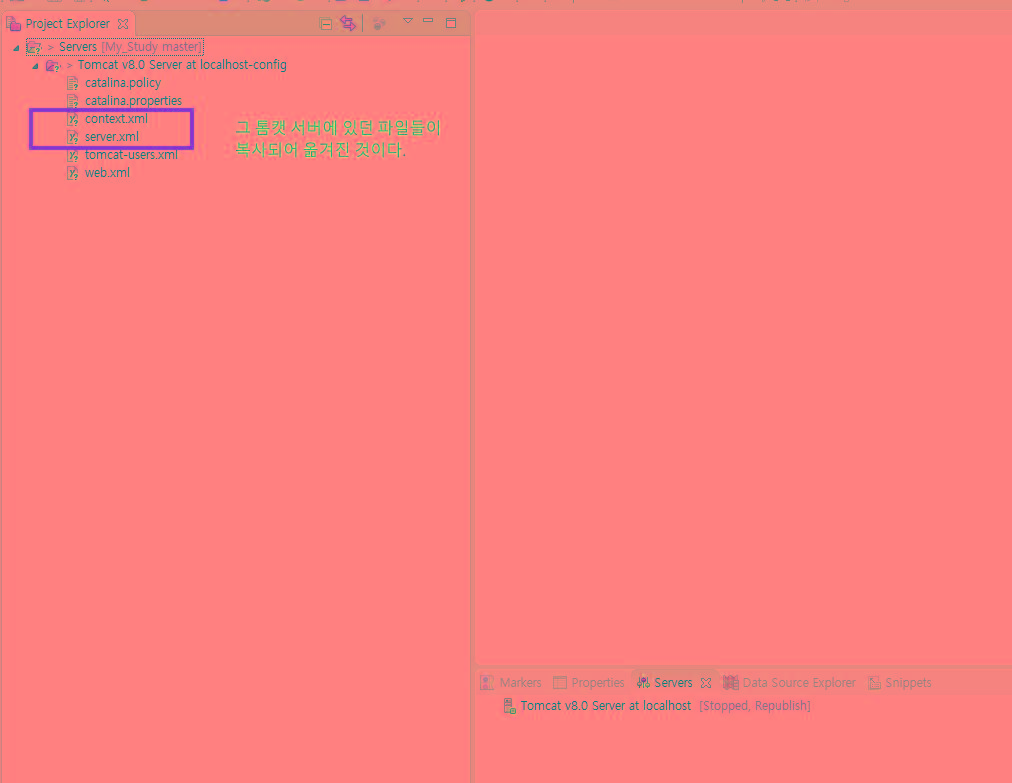 Project Explorer
> Servers [My_Study master]
> Tomcat v8.0 Server at localhost-config
catalina.policy
catalina.properties
context.xml
server.xml
tomcat-users.xml
web.xml
그 톰캣 서버에 있던 파일들이
복사되어 옮겨진 것이다.
Markers Properties Servers Data Source Explorer Snippets
Tomcat v8.0 Server at localhost [Stopped, Republish]